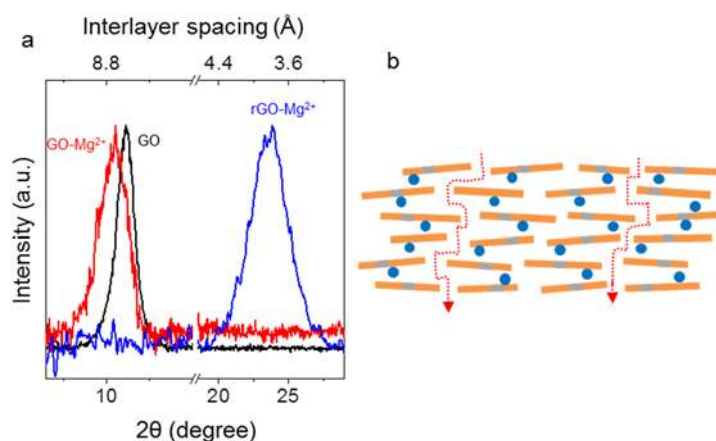 a
Interlayer spacing (Å)
8.8 4.4 3.6
GO-Mg²⁺
GO
rGO-Mg²⁺
Intensity (a.u.)
10 20 25
2θ (degree)
b